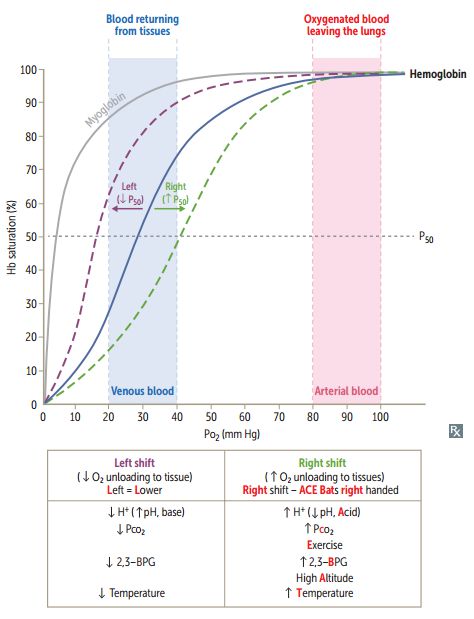 Blood returning
from tissues
Oxygenated blood
leaving the lungs
Hemoglobin
Myoglobin
Left
(↓ P50)
Right
(↑ P50)
P50
Venous blood
Arterial blood
Hb saturation (%)
100
90
80
70
60
50
40
30
20
10
0
0 10 20 30 40 50 60 70 80 90 100
Po2 (mm Hg)
℞
Left shift
(↓ O2 unloading to tissue)
Left = Lower
Right shift
(↑ O2 unloading to tissues)
Right shift – ACE Bats right handed
↓ H+ (↑ pH, base)
↑ H+ (↓ pH, Acid)
↓ Pco2
↑ Pco2
Exercise
↓ 2,3–BPG
↑ 2,3–BPG
High Altitude
↓ Temperature
↑ Temperature